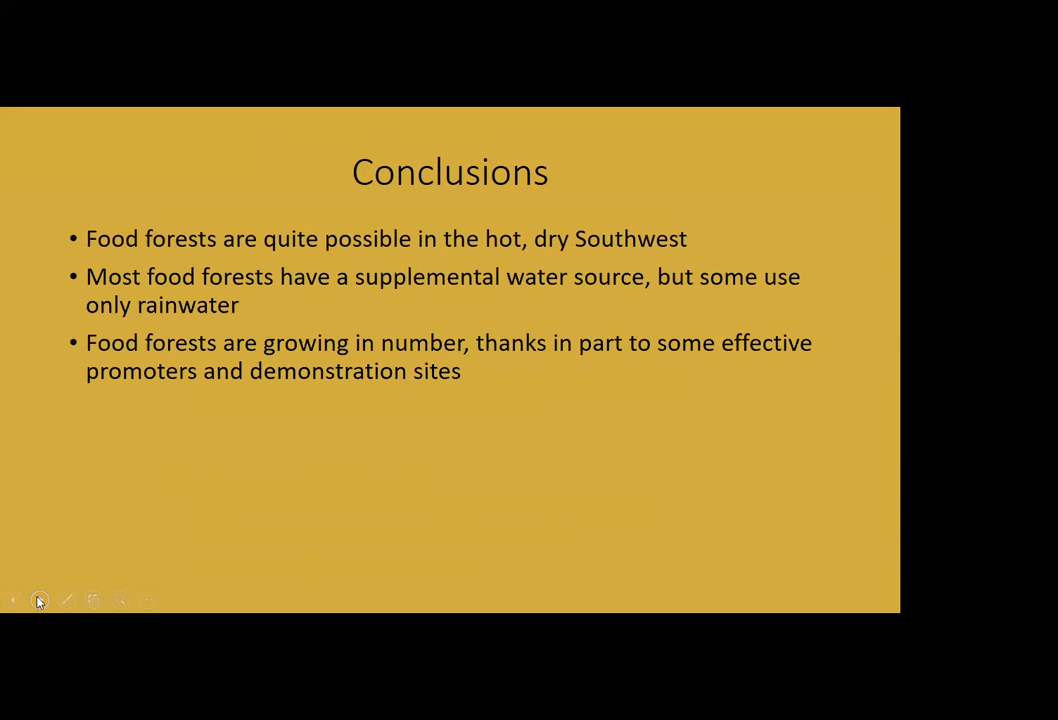 Conclusions
• Food forests are quite possible in the hot, dry Southwest
• Most food forests have a supplemental water source, but some use
only rainwater
• Food forests are growing in number, thanks in part to some effective
promoters and demonstration sites